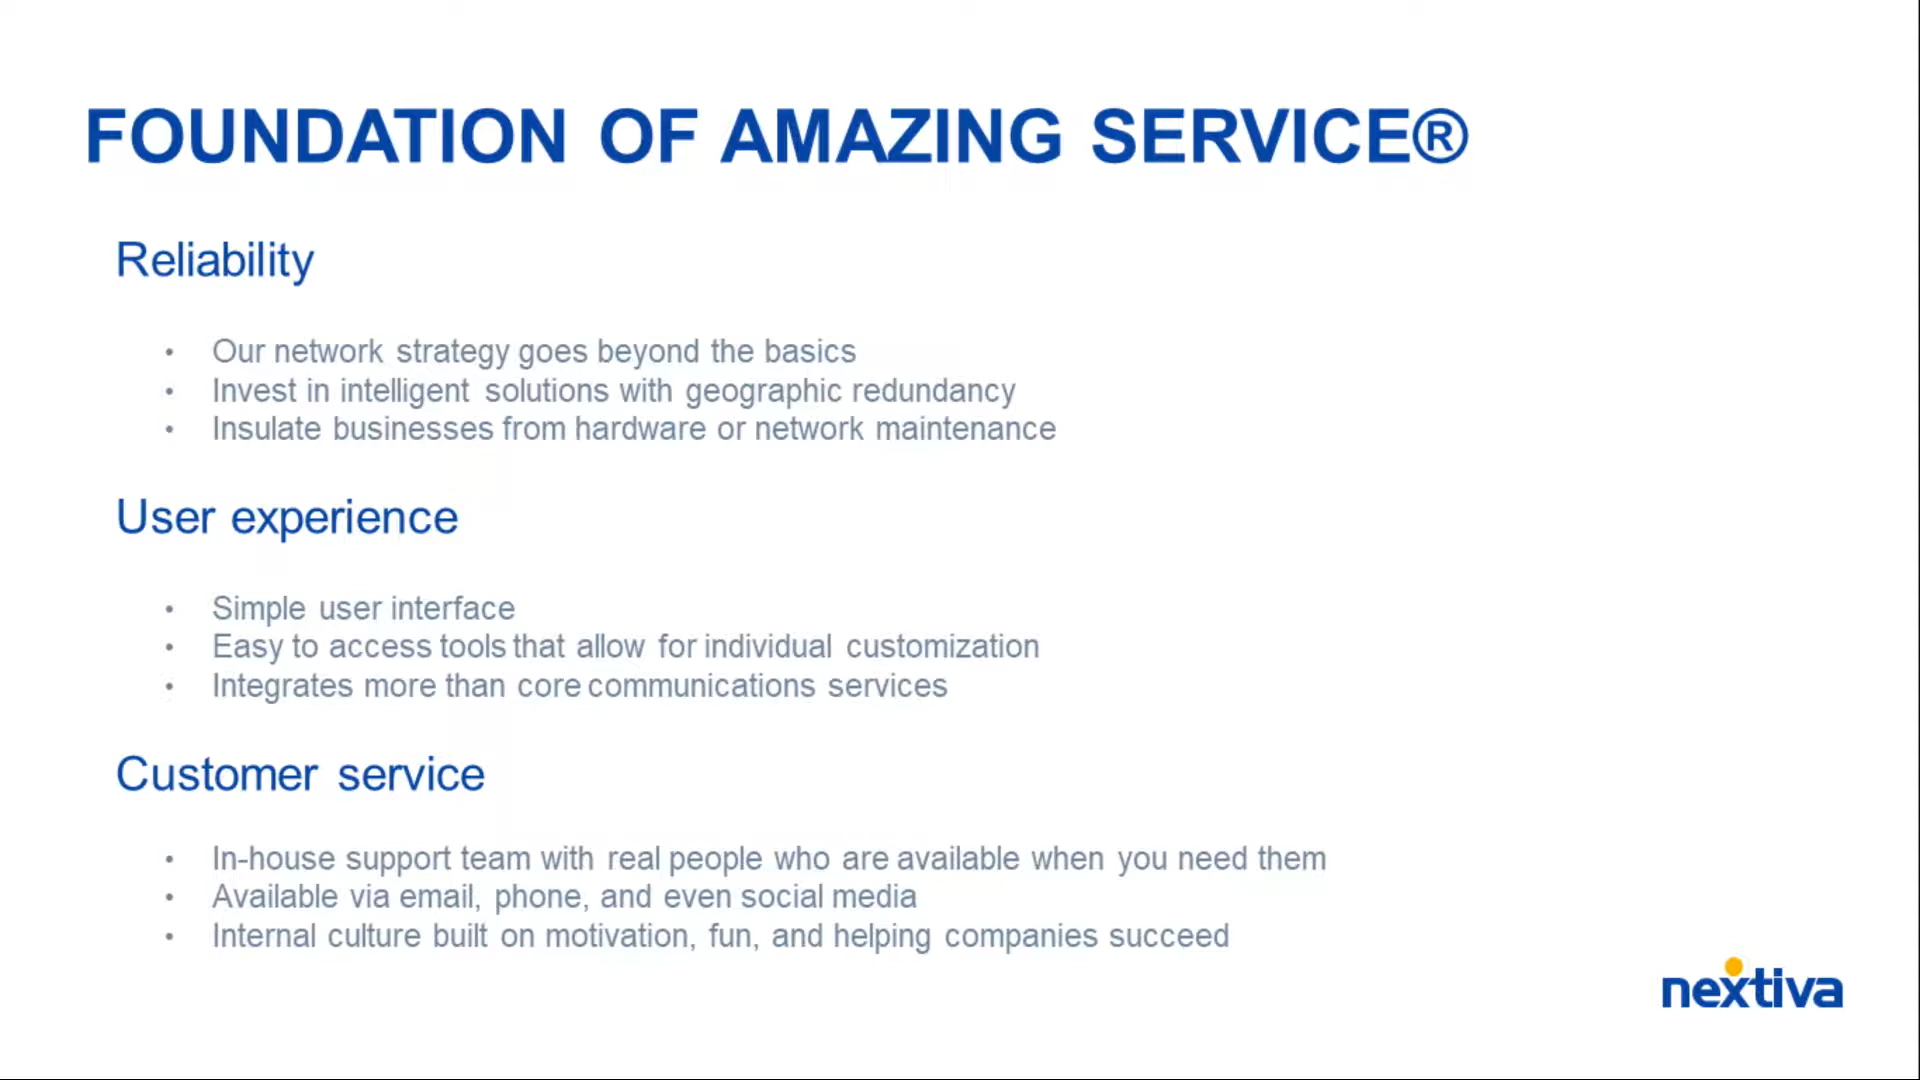 FOUNDATION OF AMAZING SERVICE®
Reliability
• Our network strategy goes beyond the basics
• Invest in intelligent solutions with geographic redundancy
• Insulate businesses from hardware or network maintenance
User experience
• Simple user interface
• Easy to access tools that allow for individual customization
• Integrates more than core communications services
Customer service
• In-house support team with real people who are available when you need them
• Available via email, phone, and even social media
• Internal culture built on motivation, fun, and helping companies succeed
nextiva